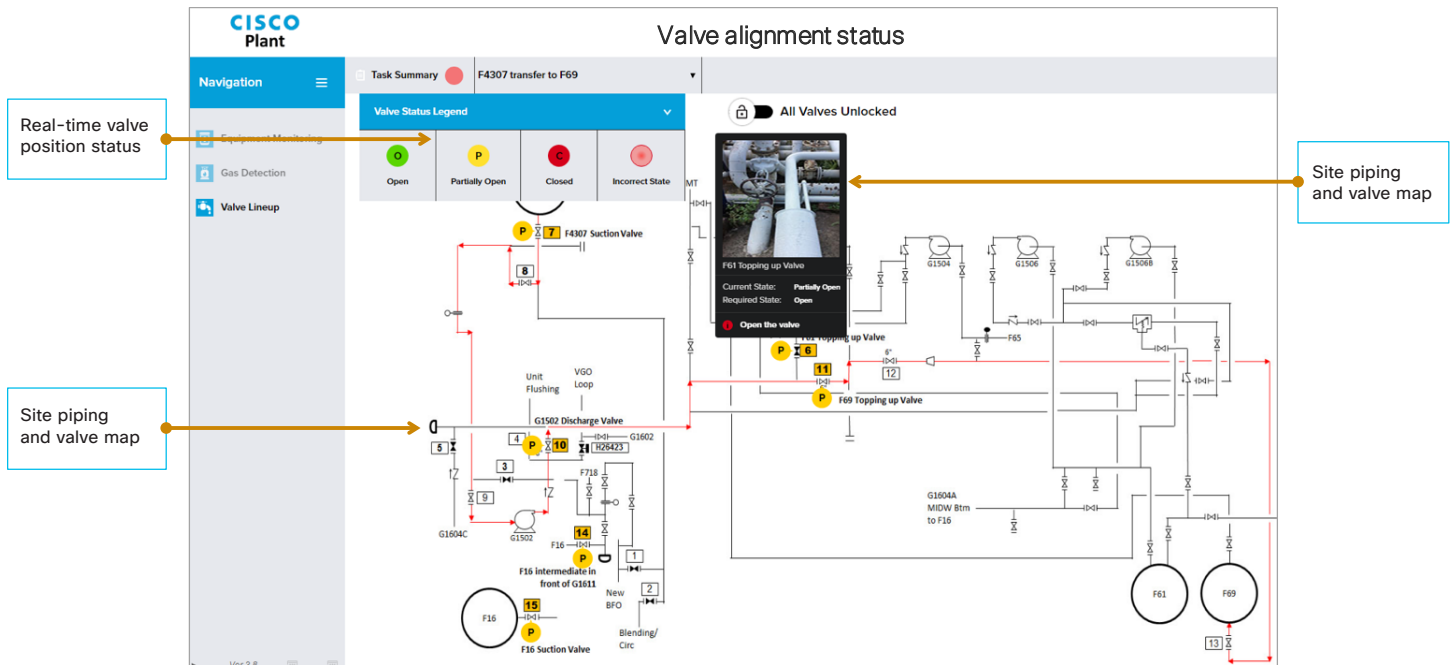 CISCO
Plant
Valve alignment status
Navigation
Task Summary
F4307 transfer to F69
Real-time valve
position status
Equipment Monitoring
Gas Detection
Valve Lineup
Valve Status Legend
O
P
C
Open
Partially Open
Closed
Incorrect State
All Valves Unlocked
F61 Topping up Valve
Current State: Partially Open
Required State: Open
Open the valve
Site piping
and valve map
MT
P
7
F4307 Suction Valve
8
G1504
G1506
G1506B
F65
F61 Topping up Valve
P
6
11
P
F69 Topping up Valve
6"
12
Unit
Flushing
VGO
Loop
Site piping
and valve map
G1502 Discharge Valve
5
4
P
10
G1602
H26423
3
F718
9
G1604C
G1502
14
F16
P
F16 intermediate in
front of G1611
1
New
BFO
2
Blending/
Circ
F16
15
P
F16 Suction Valve
G1604A
MIDW Btm
to F16
F61
F69
13
Ver 2.8